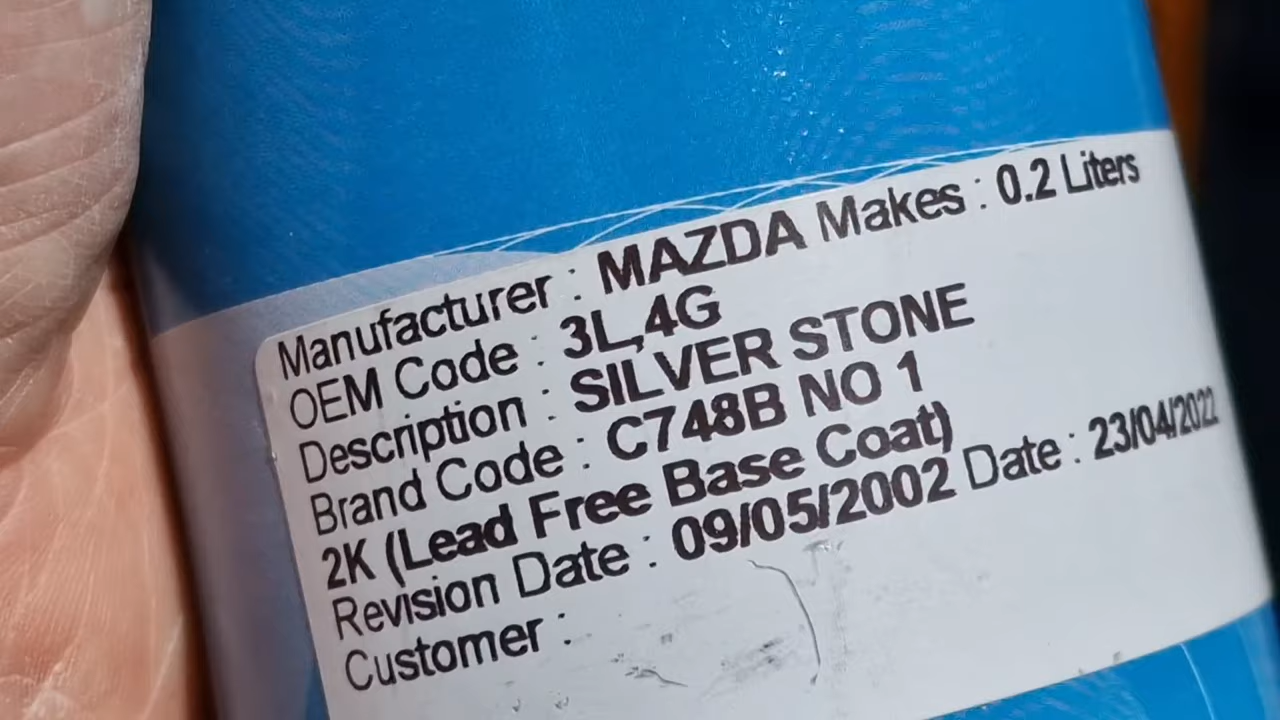 Manufacturer : MAZDA Makes : 0.2 Liters
OEM Code : 3L,4G
Description : SILVER STONE
Brand Code : C748B NO 1
2K (Lead Free Base Coat)
Revision Date : 09/05/2002 Date : 23/04/2022
Customer :